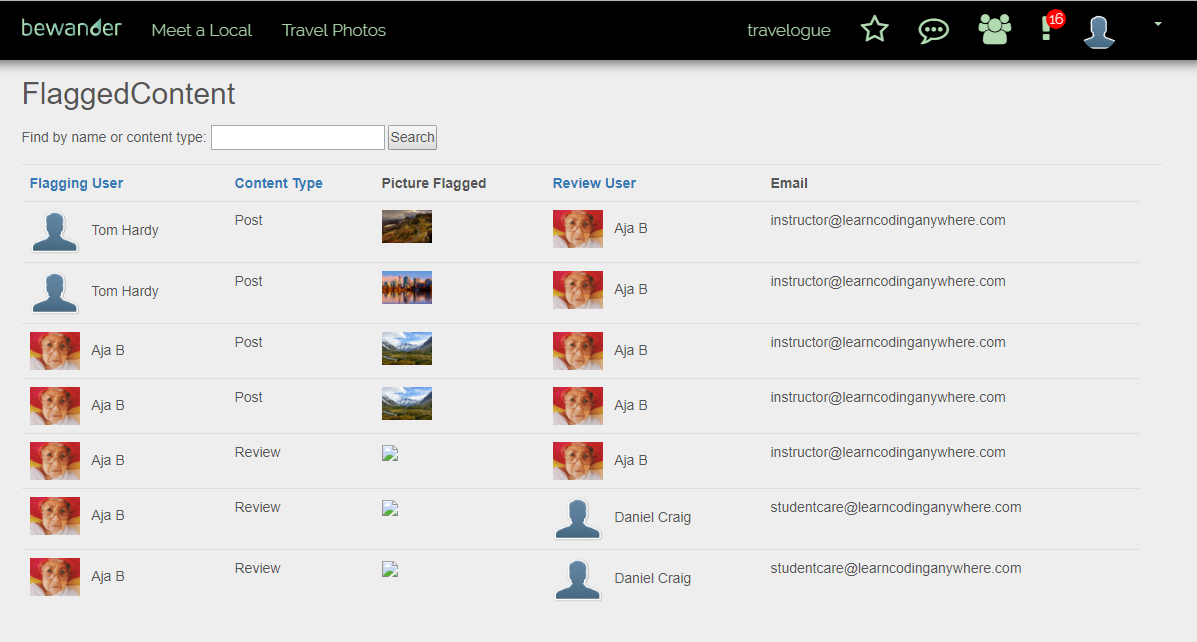 bewander Meet a Local Travel Photos travelogue 16
FlaggedContent
Find by name or content type: Search
Flagging User Content Type Picture Flagged Review User Email
Tom Hardy Post Aja B instructor@learncodinganywhere.com
Tom Hardy Post Aja B instructor@learncodinganywhere.com
Aja B Post Aja B instructor@learncodinganywhere.com
Aja B Post Aja B instructor@learncodinganywhere.com
Aja B Review Aja B instructor@learncodinganywhere.com
Aja B Review Daniel Craig studentcare@learncodinganywhere.com
Aja B Review Daniel Craig studentcare@learncodinganywhere.com